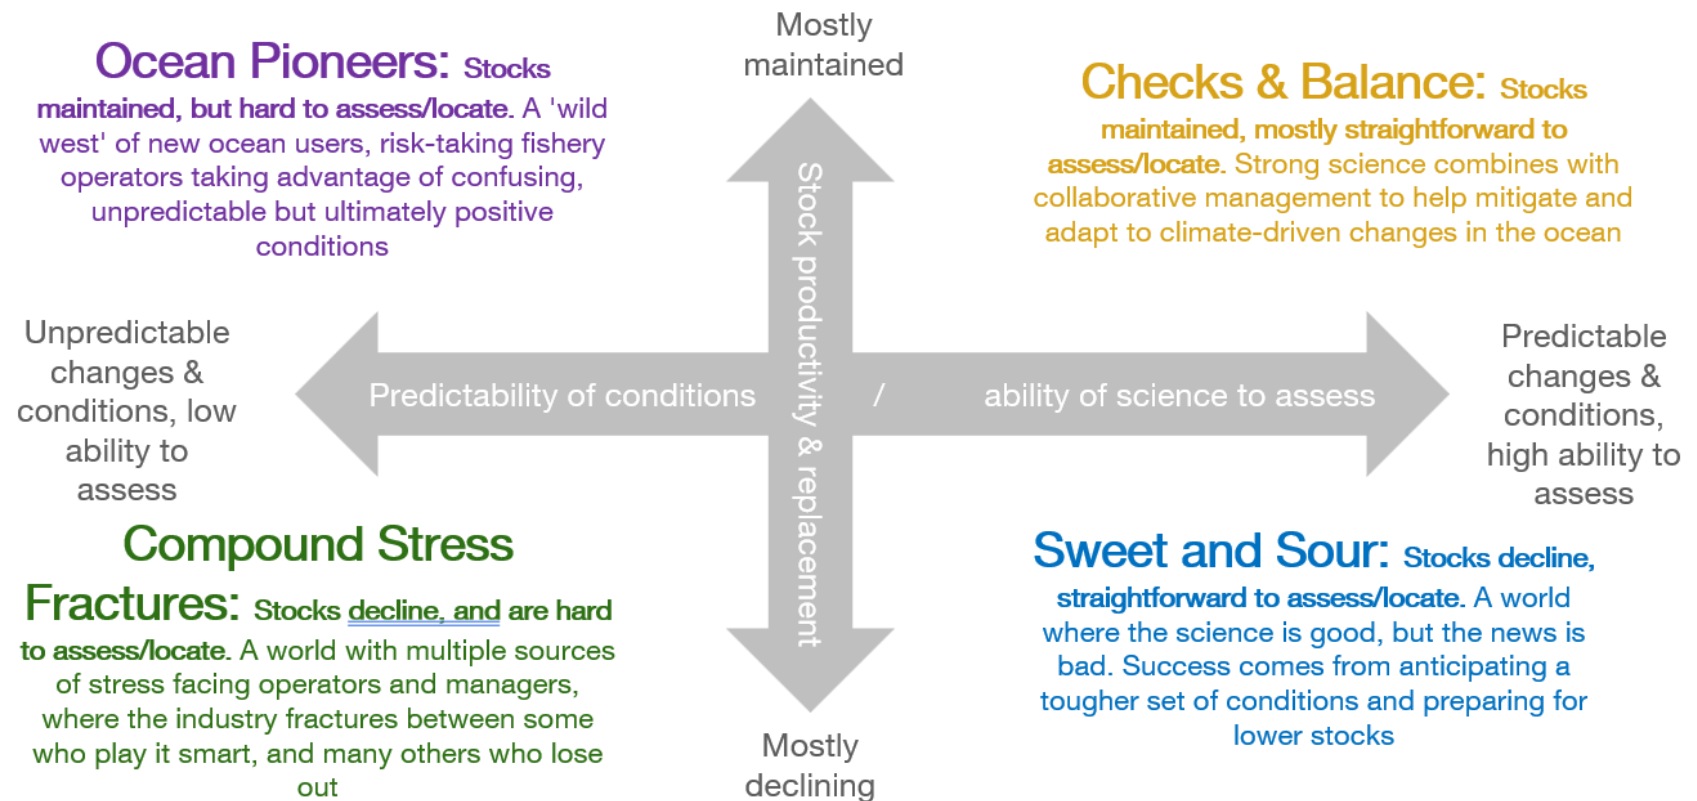 Mostly
maintained
Ocean Pioneers: Stocks
maintained, but hard to assess/locate. A 'wild
west' of new ocean users, risk-taking fishery
operators taking advantage of confusing,
unpredictable but ultimately positive
conditions
Checks & Balance: Stocks
maintained, mostly straightforward to
assess/locate. Strong science combines with
collaborative management to help mitigate and
adapt to climate-driven changes in the ocean
Unpredictable
changes &
conditions, low
ability to
assess
Predictability of conditions / ability of science to assess
Stock productivity & replacement
Predictable
changes &
conditions,
high ability to
assess
Compound Stress
Fractures: Stocks decline, and are hard
to assess/locate. A world with multiple sources
of stress facing operators and managers,
where the industry fractures between some
who play it smart, and many others who lose
out
Sweet and Sour: Stocks decline,
straightforward to assess/locate. A world
where the science is good, but the news is
bad. Success comes from anticipating a
tougher set of conditions and preparing for
lower stocks
Mostly
declining